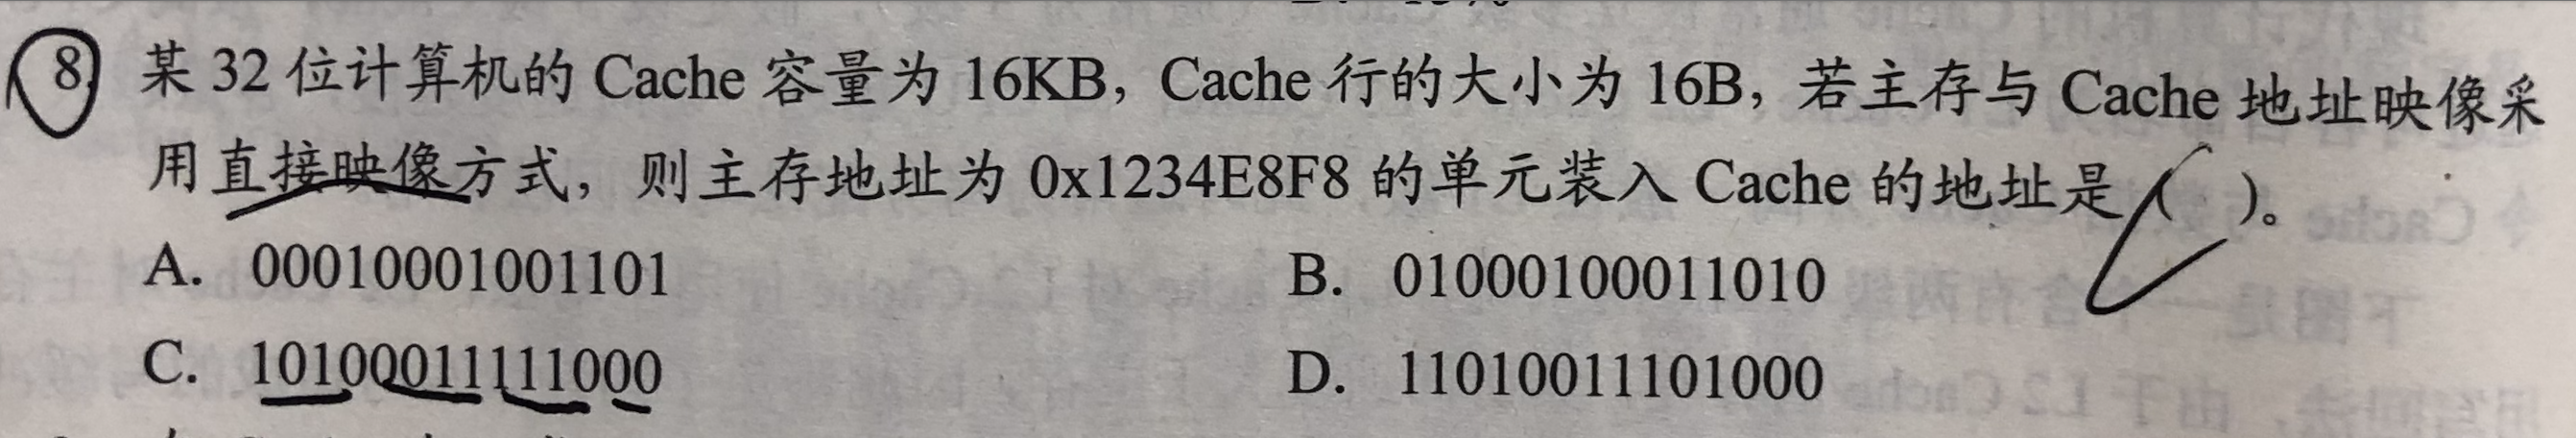 8. 某 32 位计算机的 Cache 容量为 16KB，Cache 行的大小为 16B，若主存与 Cache 地址映像采
用直接映像方式，则主存地址为 0x1234E8F8 的单元装入 Cache 的地址是（ ）。
A. 00010001001101 B. 01000100011010
C. 10100011111000 D. 11010011101000